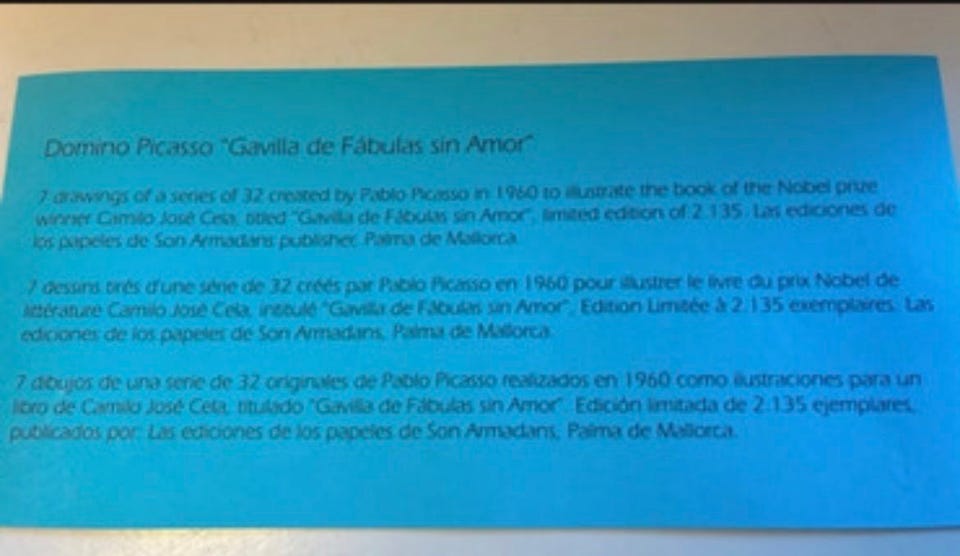 Domino Picasso "Gavilla de Fábulas sin Amor"
7 drawings of a series of 32 created by Pablo Picasso in 1960 to illustrate the book of the Nobel prize
winner Camilo José Cela, titled "Gavilla de Fábulas sin Amor", limited edition of 2.135. Las ediciones de
los papeles de Son Armadans publisher, Palma de Mallorca.
7 dessins tirés d'une série de 32 créés par Pablo Picasso en 1960 pour illustrer le livre du prix Nobel de
littérature Camilo José Cela, intitulé "Gavilla de Fábulas sin Amor", Edition Limitée à 2.135 exemplaires. Las
ediciones de los papeles de Son Armadans, Palma de Mallorca.
7 dibujos de una serie de 32 originales de Pablo Picasso realizados en 1960 como ilustraciones para un
libro de Camilo José Cela, titulado "Gavilla de Fábulas sin Amor". Edición limitada de 2.135 ejemplares,
publicados por: Las ediciones de los papeles de Son Armadans, Palma de Mallorca.